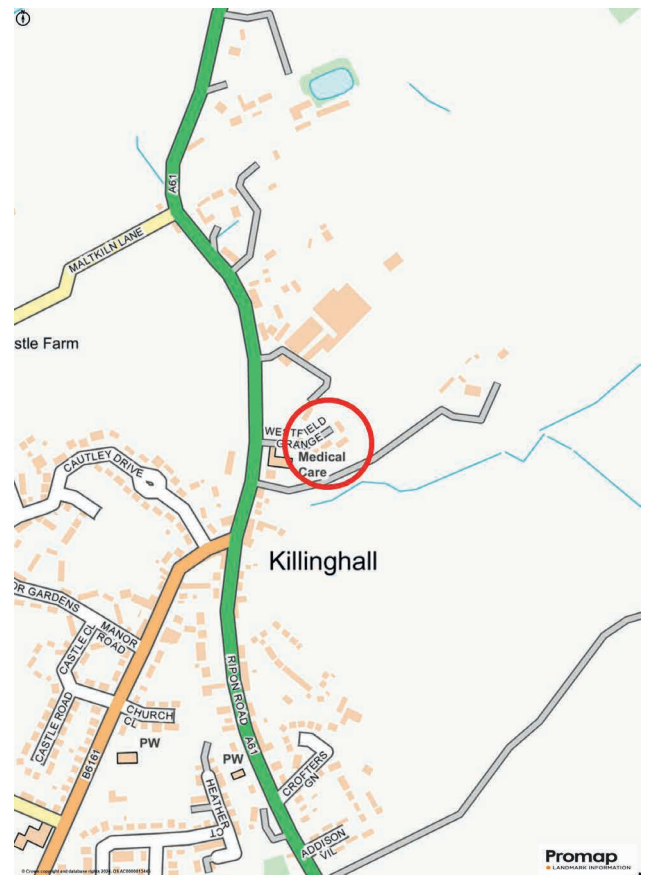 A61
MALTKILN LANE
stle Farm
WESTFIELD
GRANGE
Medical
Care
CAUTLEY DRIVE
Killinghall
OR GARDENS
MANOR
ROAD
CASTLE CL
CASTLE ROAD
CHURCH
CL
RIPON ROAD
A61
PW
PW
B6161
HEATHER
CT
CROFTERS
GN
ADDISON
VIL
Promap
LANDMARK INFORMATION